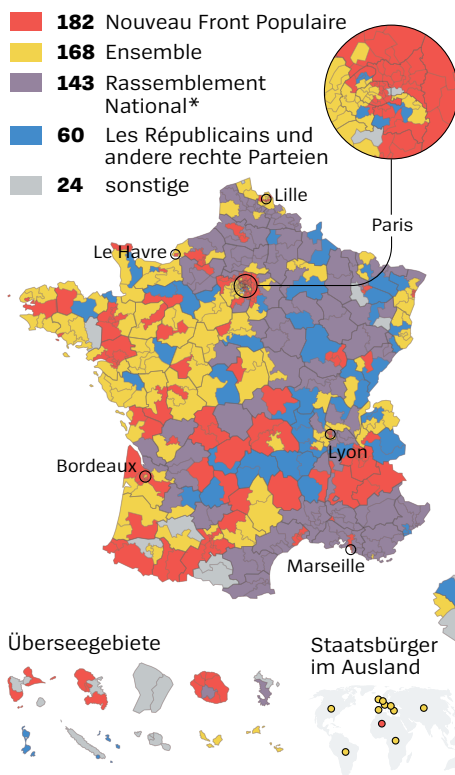 182 Nouveau Front Populaire
168 Ensemble
143 Rassemblement
National*
60 Les Républicains und
andere rechte Parteien
24 sonstige
Lille
Paris
Le Havre
Lyon
Bordeaux
Marseille
Überseegebiete
Staatsbürger
im Ausland